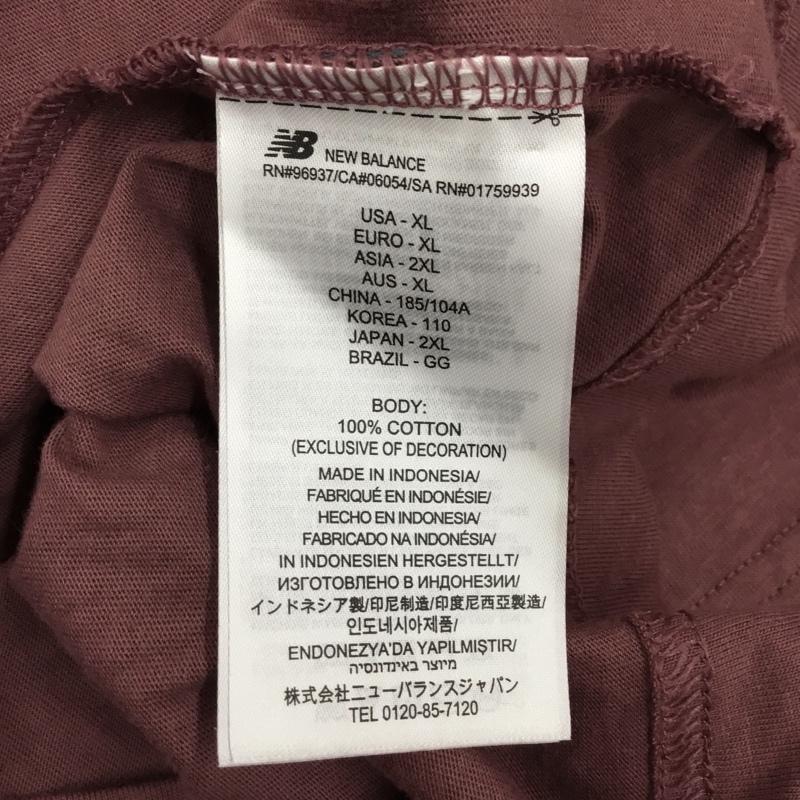 NB NEW BALANCE
RN#96937/CA#06054/SA RN#01759939
USA - XL
EURO - XL
ASIA - 2XL
AUS - XL
CHINA - 185/104A
KOREA - 110
JAPAN - 2XL
BRAZIL - GG
BODY:
100% COTTON
(EXCLUSIVE OF DECORATION)
MADE IN INDONESIA/
FABRIQUÉ EN INDONÉSIE/
HECHO EN INDONESIA/
FABRICADO NA INDONÉSIA/
IN INDONESIEN HERGESTELLT/
ИЗГОТОВЛЕНО В ИНДОНЕЗИИ/
インドネシア製/印尼制造/印度尼西亞製造/
인도네시아제품/
ENDONEZYA'DA YAPILMIŞTIR/
מיוצר באינדונסיה
株式会社ニューバランスジャパン
TEL 0120-85-7120